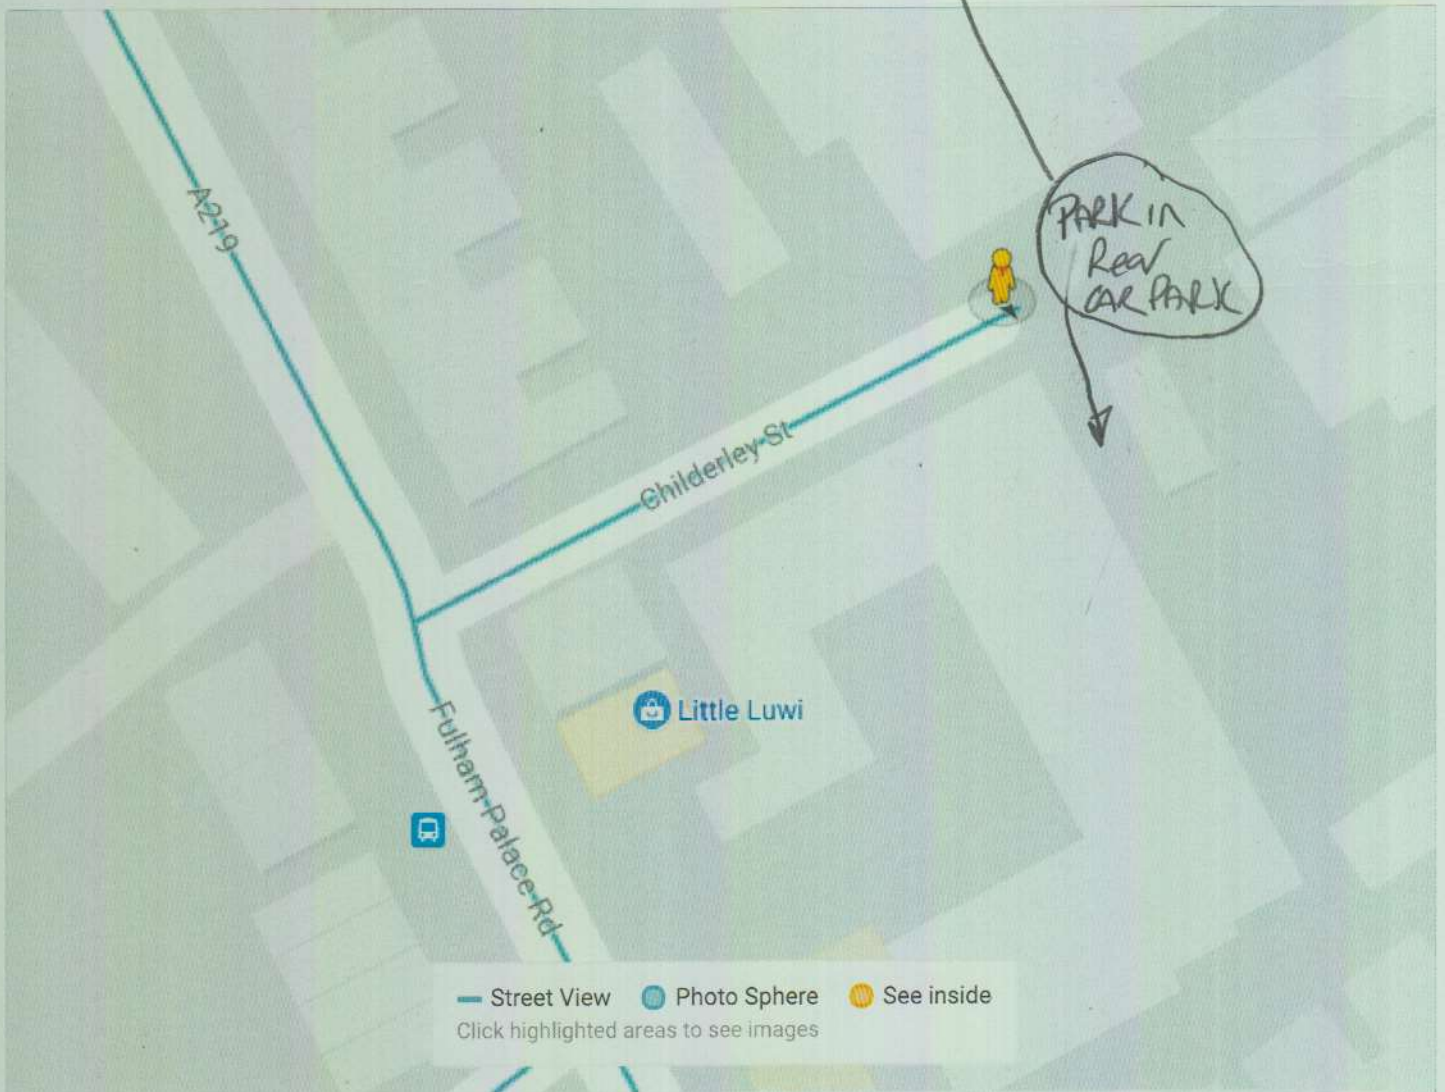 A219
PARK in
Rear
CAR PARK
Childerley St
Little Luwi
Fulham Palace Rd
Street View
Photo Sphere
See inside
Click highlighted areas to see images